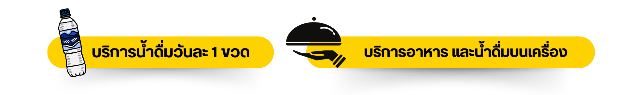 บริการน้ำดื่มวันละ 1 ขวด
บริการอาหาร และน้ำดื่มบนเครื่อง